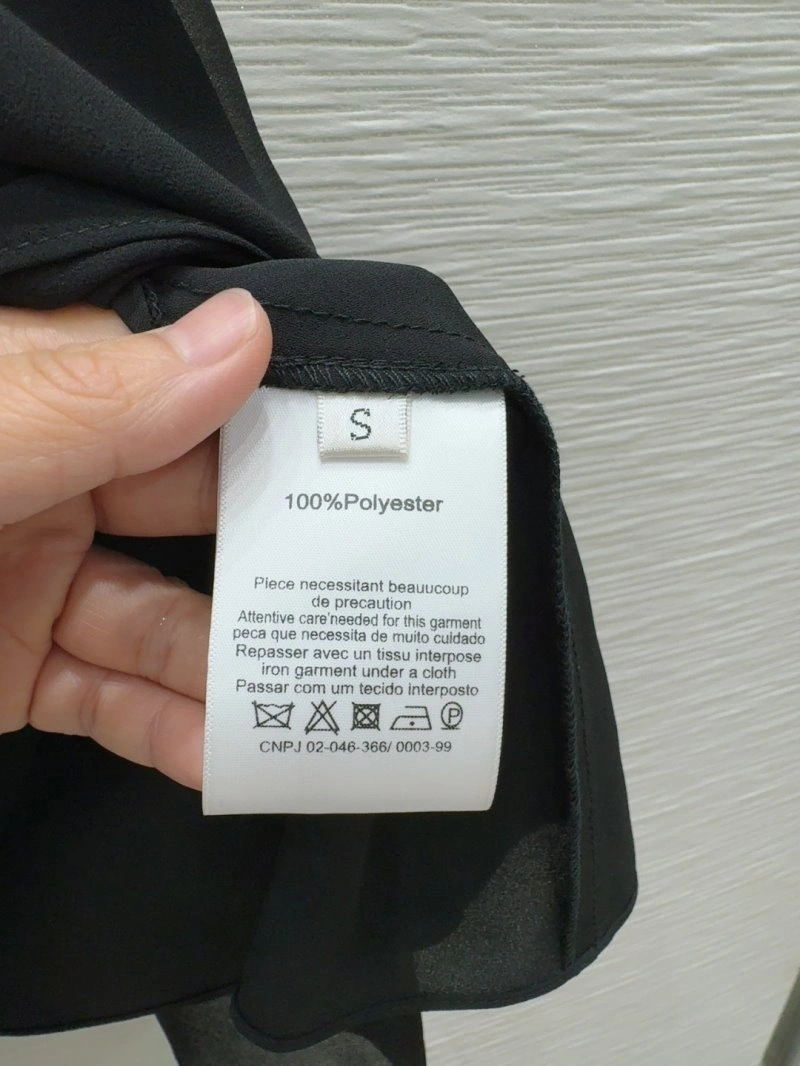 S
100%Polyester
Piece necessitant beauucoup
de precaution
Attentive care'needed for this garment
peca que necessita de muito cuidado
Repasser avec un tissu interpose
iron garment under a cloth
Passar com um tecido interposto
P
CNPJ 02-046-366/ 0003-99